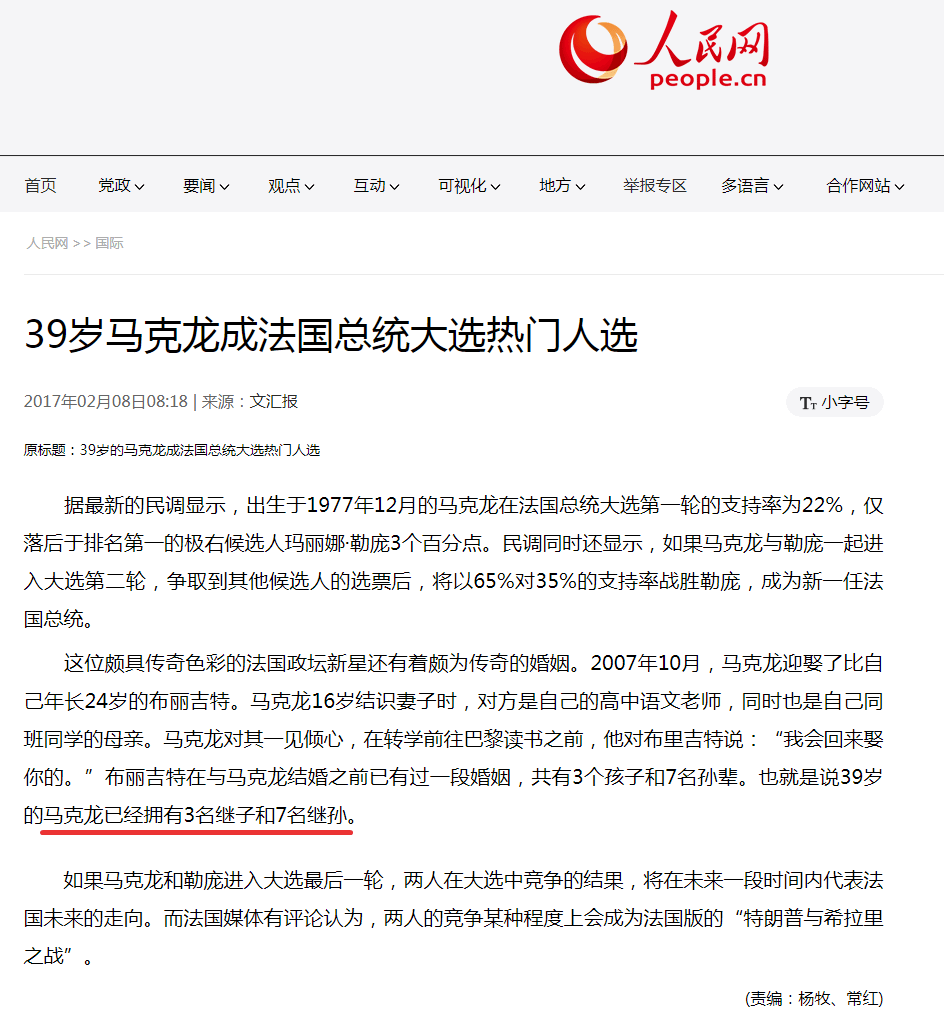 人民网
people.cn
首页 党政 要闻 观点 互动 可视化 地方 举报专区 多语言 合作网站
人民网 >> 国际
39岁马克龙成法国总统大选热门人选
2017年02月08日08:18 | 来源：文汇报
TT 小字号
原标题：39岁的马克龙成法国总统大选热门人选
据最新的民调显示，出生于1977年12月的马克龙在法国总统大选第一轮的支持率为22%，仅
落后于排名第一的极右候选人玛丽娜·勒庞3个百分点。民调同时还显示，如果马克龙与勒庞一起进
入大选第二轮，争取到其他候选人的选票后，将以65%对35%的支持率战胜勒庞，成为新一任法
国总统。
这位颇具传奇色彩的法国政坛新星还有着颇为传奇的婚姻。2007年10月，马克龙迎娶了比自
己年长24岁的布丽吉特。马克龙16岁结识妻子时，对方是自己的高中语文老师，同时也是自己同
班同学的母亲。马克龙对其一见倾心，在转学前往巴黎读书之前，他对布里吉特说：“我会回来娶
你的。”布丽吉特在与马克龙结婚之前已有过一段婚姻，共有3个孩子和7名孙辈。也就是说39岁
的马克龙已经拥有3名继子和7名继孙。
如果马克龙和勒庞进入大选最后一轮，两人在大选中竞争的结果，将在未来一段时间内代表法
国未来的走向。而法国媒体有评论认为，两人的竞争某种程度上会成为法国版的“特朗普与希拉里
之战”。
(责编：杨牧、常红)